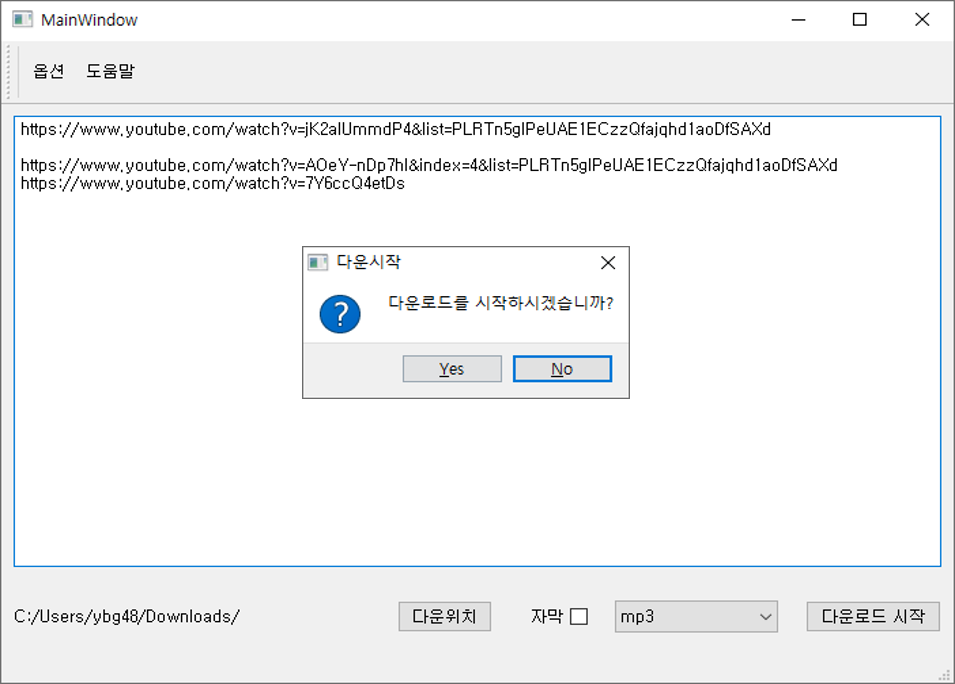 MainWindow
옵션 도움말
https://www.youtube.com/watch?v=jK2alUmmdP4&list=PLRTn5glPeUAE1ECzzQfajqhd1aoDfSAXd
https://www.youtube.com/watch?v=AOeY-nDp7hI&index=4&list=PLRTn5glPeUAE1ECzzQfajqhd1aoDfSAXd
https://www.youtube.com/watch?v=7Y6ccQ4etDs
다운시작
다운로드를 시작하시겠습니까?
Yes No
C:/Users/ybg48/Downloads/ 다운위치 자막 mp3 다운로드 시작